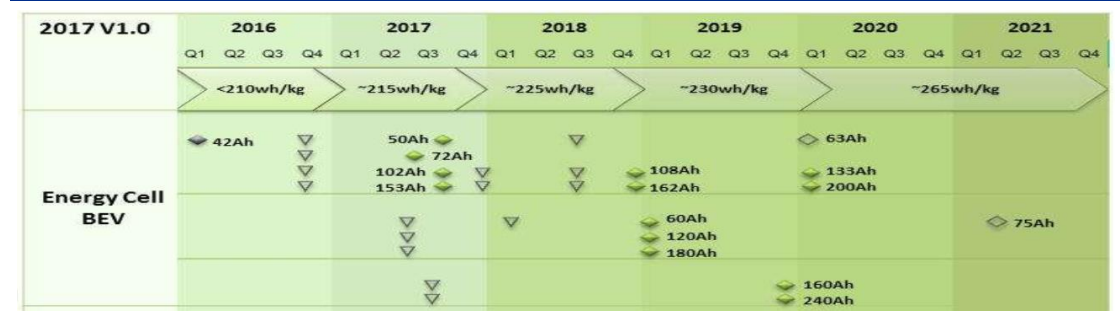 2017 V1.0 2016 2017 2018 2019 2020 2021
Q1 Q2 Q3 Q4 Q1 Q2 Q3 Q4 Q1 Q2 Q3 Q4 Q1 Q2 Q3 Q4 Q1 Q2 Q3 Q4 Q1 Q2 Q3 Q4
<210wh/kg ~215wh/kg ~225wh/kg ~230wh/kg ~265wh/kg
42Ah 50Ah 63Ah
72Ah
102Ah 108Ah 133Ah
153Ah 162Ah 200Ah
Energy Cell
BEV
60Ah 75Ah
120Ah
180Ah
160Ah
240Ah